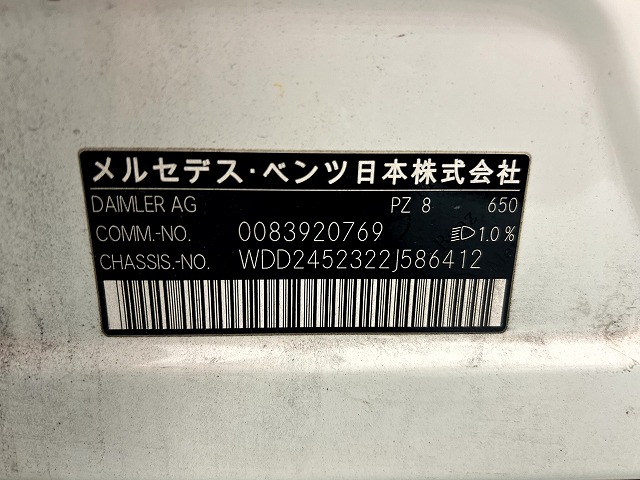 メルセデス・ベンツ日本株式会社
DAIMLER AG PZ 8 650
COMM.-NO. 0083920769 1.0%
CHASSIS.-NO. WDD2452322J586412